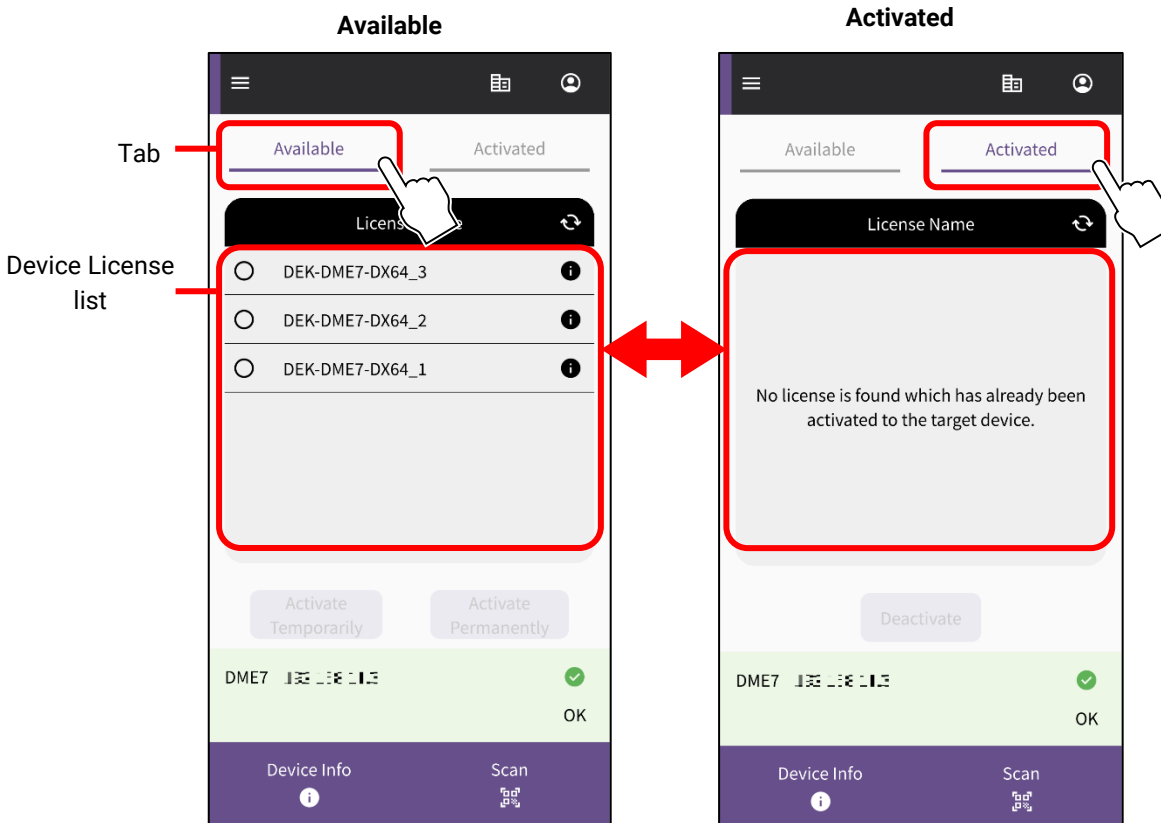 Available
Activated
Tab
Device License
list
Available
Activated
License Name
DEK-DME7-DX64_3
DEK-DME7-DX64_2
DEK-DME7-DX64_1
Activate
Temporarily
Activate
Permanently
DME7
OK
Device Info
Scan
Available
Activated
License Name
No license is found which has already been
activated to the target device.
Deactivate
DME7
OK
Device Info
Scan